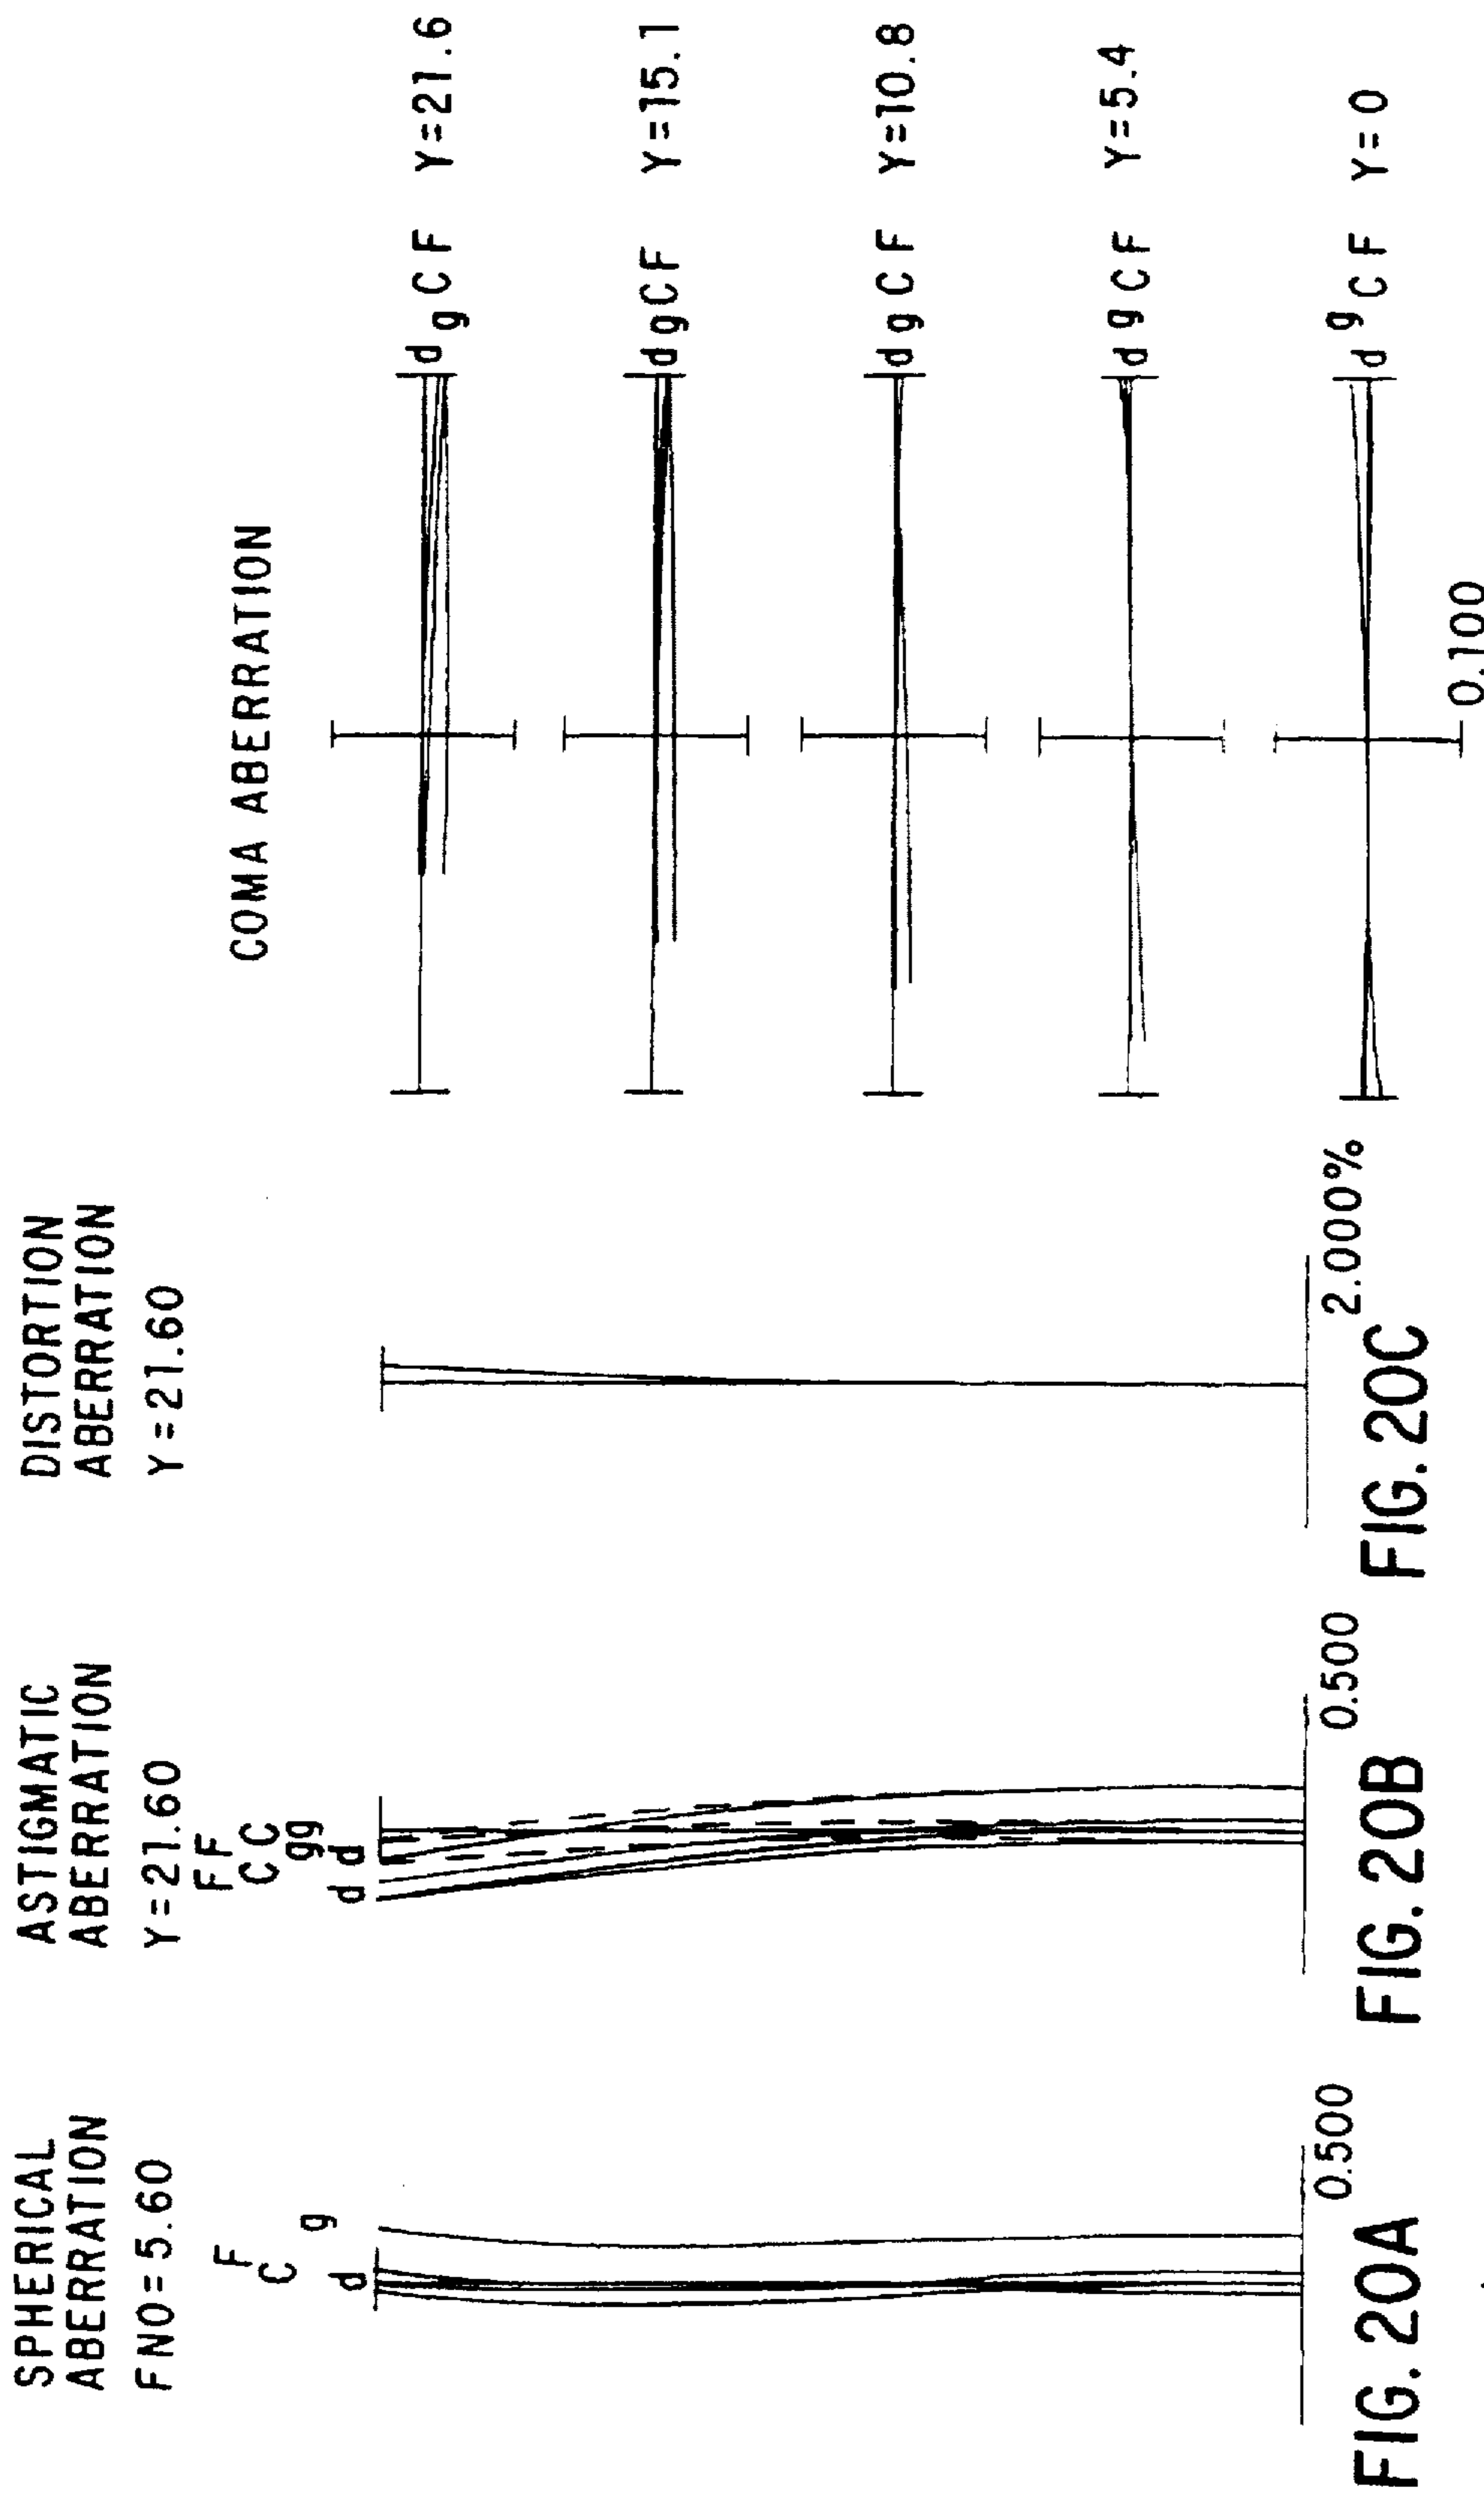 SPHERICAL
ABERRATION
FNO=5.60
F
C
g
d
0.500
FIG. 20A
ASTIGMATIC
ABERRATION
Y=21.60
F F
C C
g g
d d
0.500
FIG. 20B
DISTORTION
ABERRATION
Y=21.60
2.000%
FIG. 20C
COMA ABERRATION
d g C F Y=21.6
d g C F Y=15.1
d g C F Y=10.8
d g C F Y=5.4
d g C F Y=0
0.100